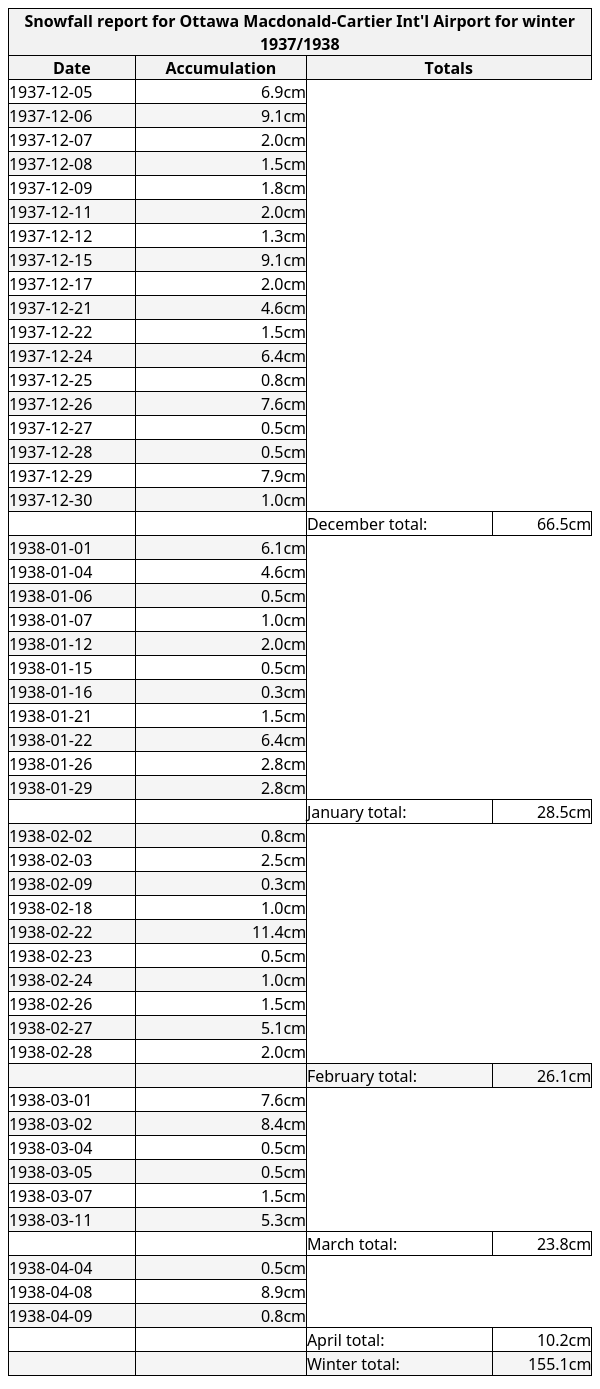 Snowfall report for Ottawa Macdonald-Cartier Int'l Airport for winter
1937/1938
Date Accumulation Totals
1937-12-05 6.9cm
1937-12-06 9.1cm
1937-12-07 2.0cm
1937-12-08 1.5cm
1937-12-09 1.8cm
1937-12-11 2.0cm
1937-12-12 1.3cm
1937-12-15 9.1cm
1937-12-17 2.0cm
1937-12-21 4.6cm
1937-12-22 1.5cm
1937-12-24 6.4cm
1937-12-25 0.8cm
1937-12-26 7.6cm
1937-12-27 0.5cm
1937-12-28 0.5cm
1937-12-29 7.9cm
1937-12-30 1.0cm
December total: 66.5cm
1938-01-01 6.1cm
1938-01-04 4.6cm
1938-01-06 0.5cm
1938-01-07 1.0cm
1938-01-12 2.0cm
1938-01-15 0.5cm
1938-01-16 0.3cm
1938-01-21 1.5cm
1938-01-22 6.4cm
1938-01-26 2.8cm
1938-01-29 2.8cm
January total: 28.5cm
1938-02-02 0.8cm
1938-02-03 2.5cm
1938-02-09 0.3cm
1938-02-18 1.0cm
1938-02-22 11.4cm
1938-02-23 0.5cm
1938-02-24 1.0cm
1938-02-26 1.5cm
1938-02-27 5.1cm
1938-02-28 2.0cm
February total: 26.1cm
1938-03-01 7.6cm
1938-03-02 8.4cm
1938-03-04 0.5cm
1938-03-05 0.5cm
1938-03-07 1.5cm
1938-03-11 5.3cm
March total: 23.8cm
1938-04-04 0.5cm
1938-04-08 8.9cm
1938-04-09 0.8cm
April total: 10.2cm
Winter total: 155.1cm